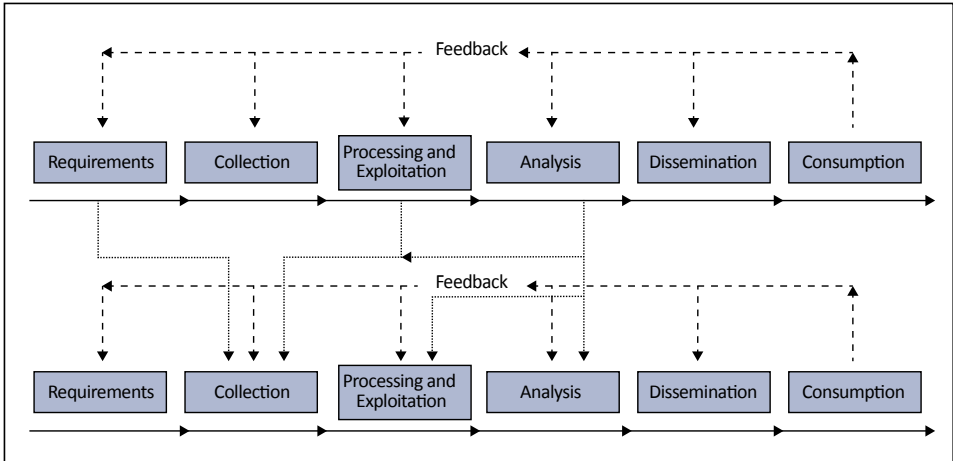 Feedback
Requirements
Collection
Processing and
Exploitation
Analysis
Dissemination
Consumption
Feedback
Requirements
Collection
Processing and
Exploitation
Analysis
Dissemination
Consumption